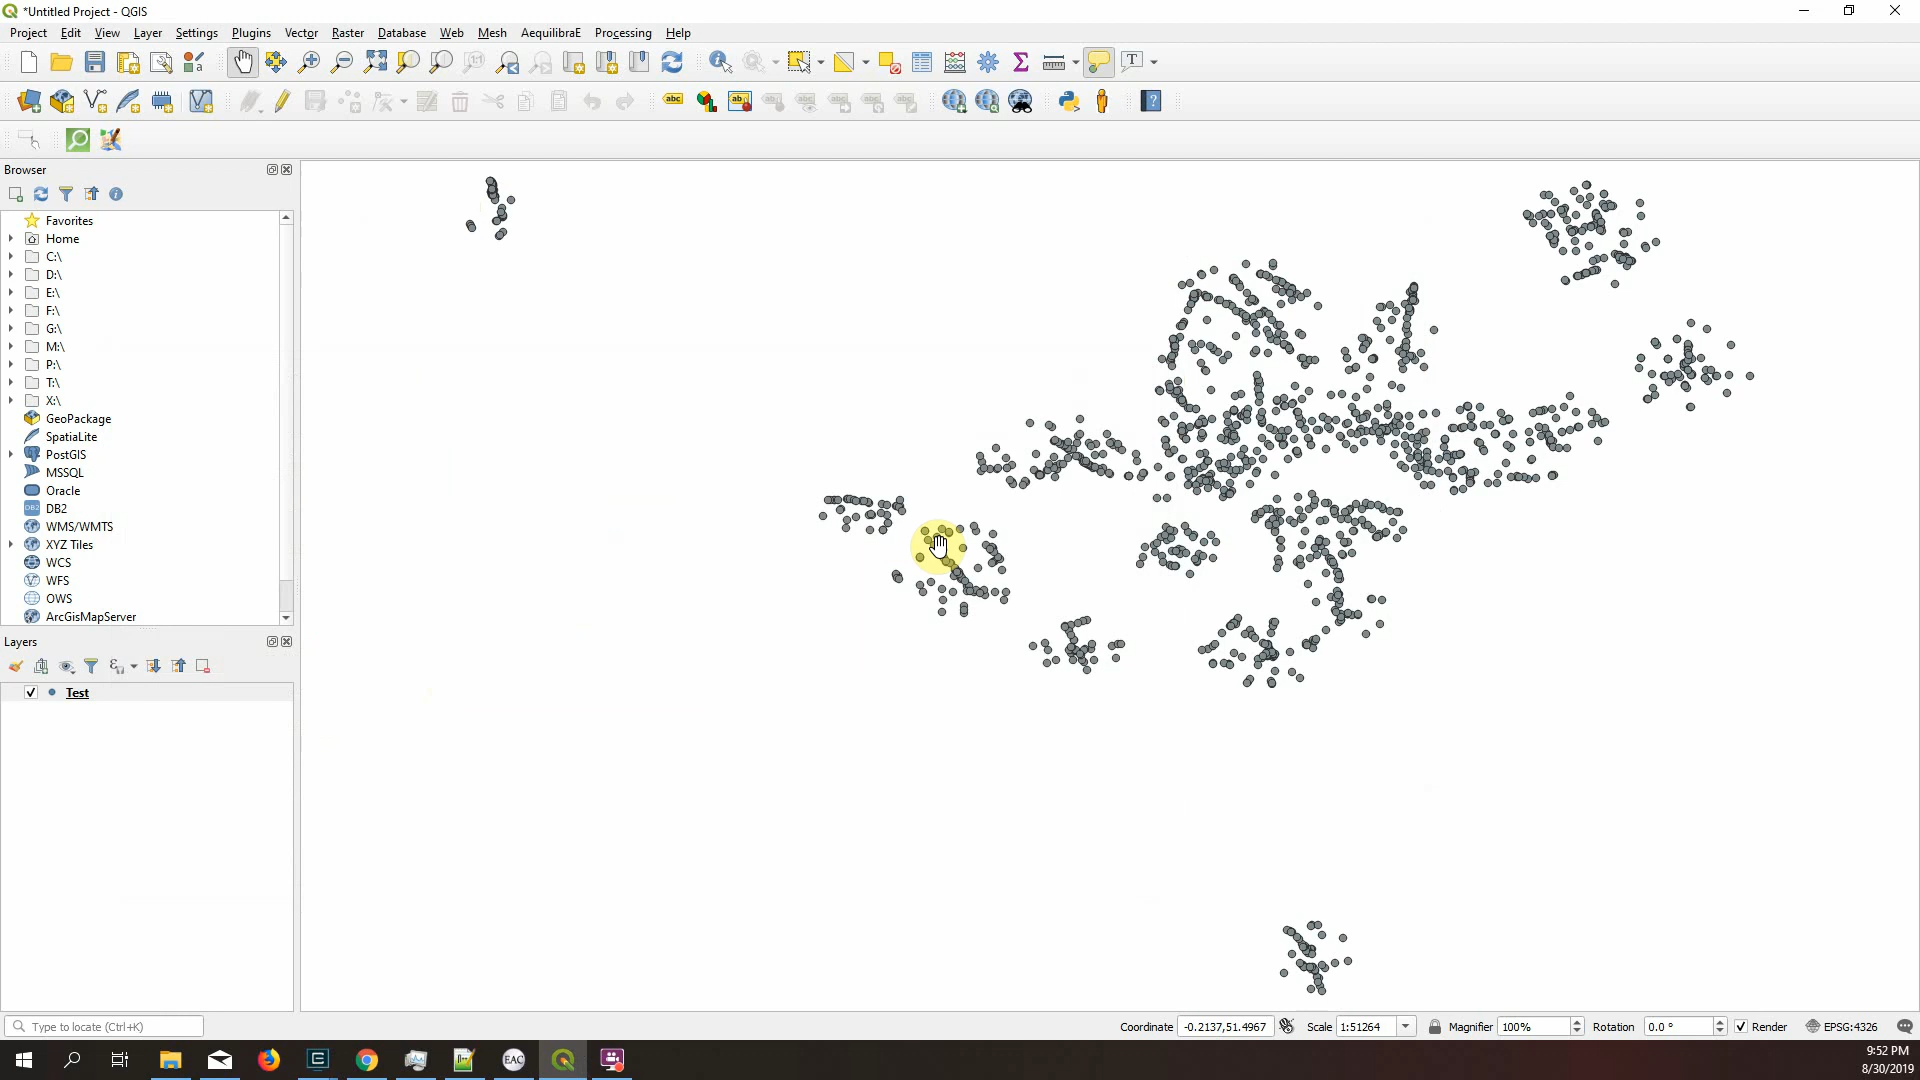 *Untitled Project - QGIS
Project Edit View Layer Settings Plugins Vector Raster Database Web Mesh AequilibraE Processing Help
Browser
Favorites
Home
C:\
D:\
E:\
F:\
G:\
M:\
P:\
T:\
X:\
GeoPackage
SpatiaLite
PostGIS
MSSQL
Oracle
DB2
WMS/WMTS
XYZ Tiles
WCS
WFS
OWS
ArcGisMapServer
Layers
Test
Type to locate (Ctrl+K)
Coordinate -0.2137,51.4967 Scale 1:51264 Magnifier 100% Rotation 0.0 ° Render EPSG:4326
EAC
9:52 PM
8/30/2019